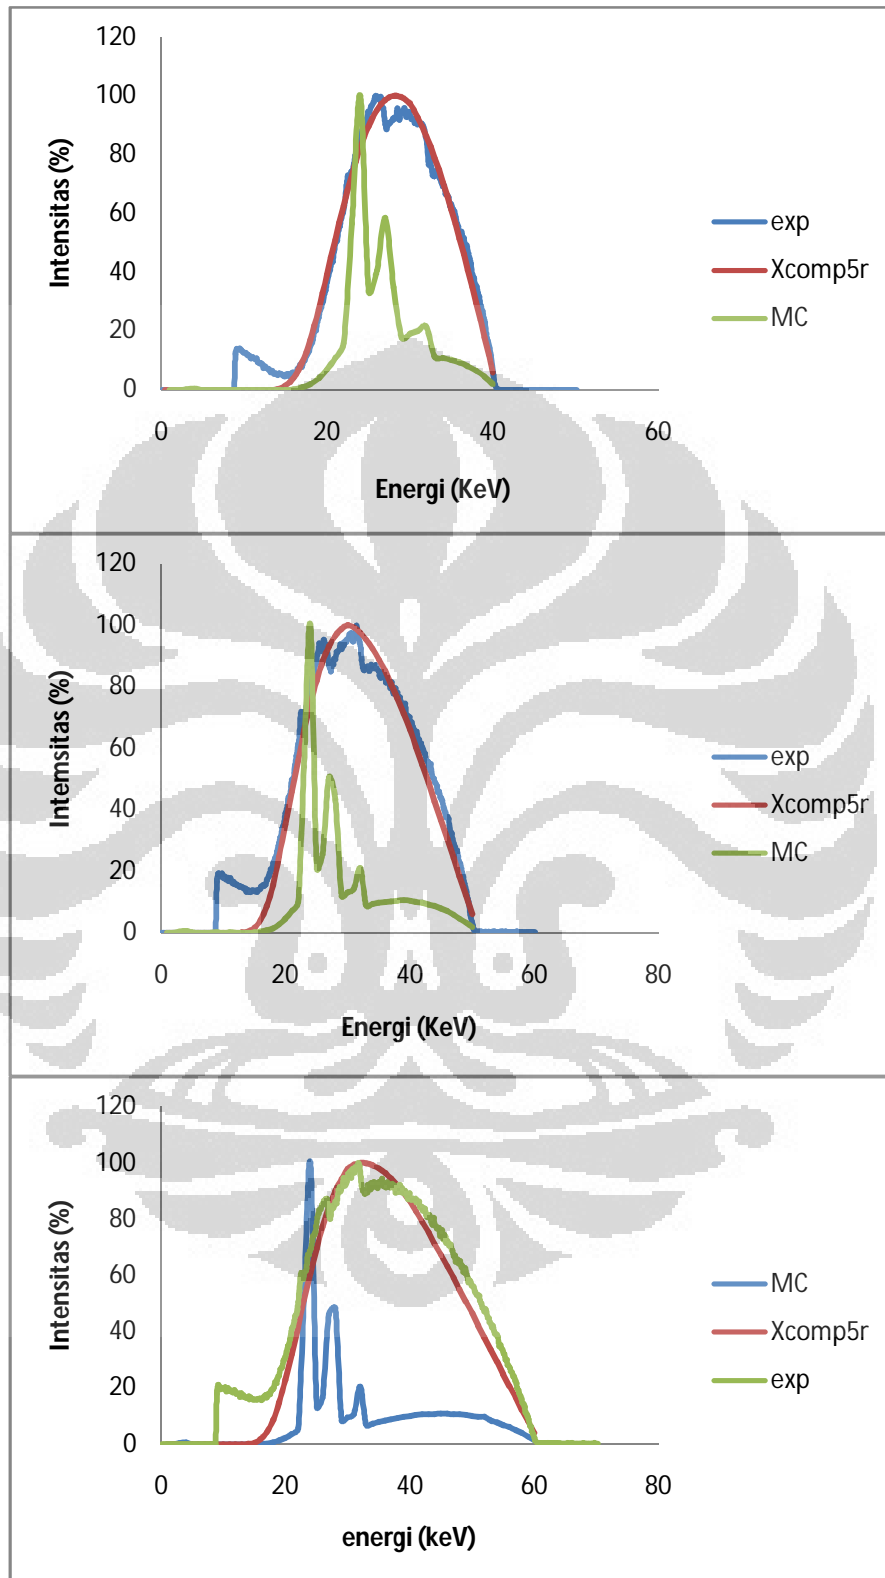 120
100
80
60
40
20
0
Intensitas (%)
0 20 40 60
Energi (KeV)
exp
Xcomp5r
MC
120
100
80
60
40
20
0
Intemsitas (%)
0 20 40 60 80
Energi (KeV)
exp
Xcomp5r
MC
120
100
80
60
40
20
0
Intensitas (%)
0 20 40 60 80
energi (keV)
MC
Xcomp5r
exp